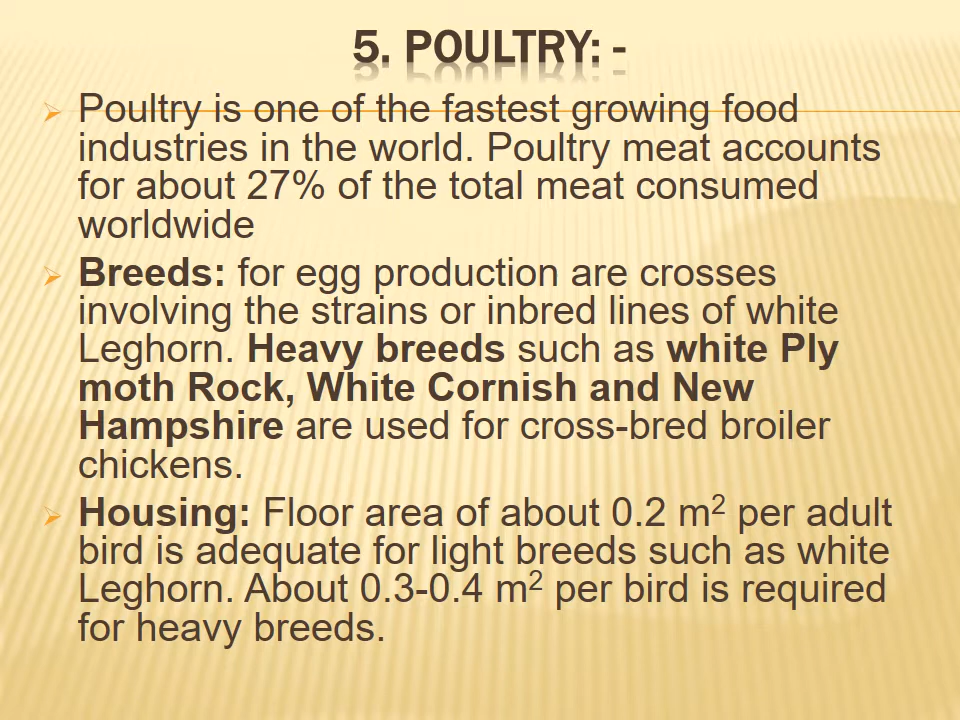 5. POULTRY: -
Poultry is one of the fastest growing food
industries in the world. Poultry meat accounts
for about 27% of the total meat consumed
worldwide
Breeds: for egg production are crosses
involving the strains or inbred lines of white
Leghorn. Heavy breeds such as white Ply
moth Rock, White Cornish and New
Hampshire are used for cross-bred broiler
chickens.
Housing: Floor area of about 0.2 m² per adult
bird is adequate for light breeds such as white
Leghorn. About 0.3-0.4 m² per bird is required
for heavy breeds.